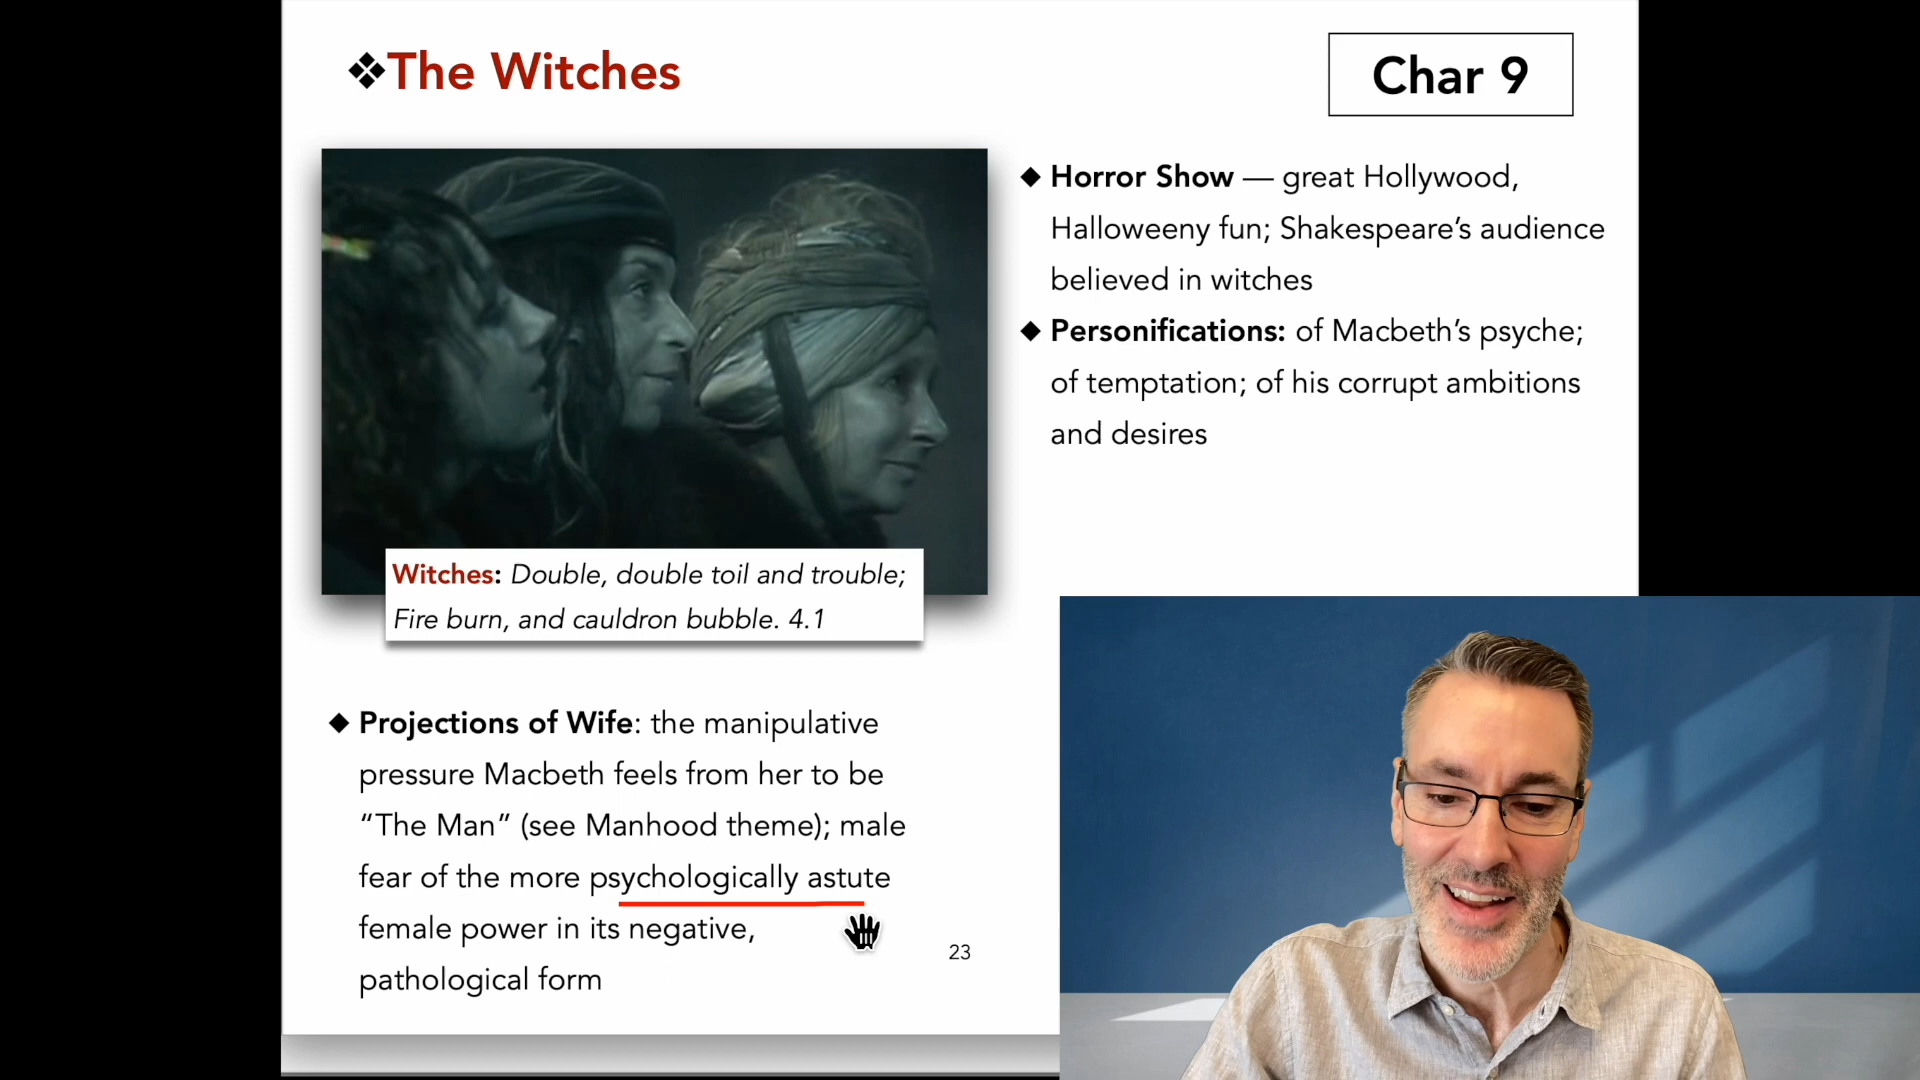 ❖The Witches
Char 9
◆ Horror Show — great Hollywood,
Halloweeny fun; Shakespeare’s audience
believed in witches
◆ Personifications: of Macbeth’s psyche;
of temptation; of his corrupt ambitions
and desires
Witches: Double, double toil and trouble;
Fire burn, and cauldron bubble. 4.1
◆ Projections of Wife: the manipulative
pressure Macbeth feels from her to be
“The Man” (see Manhood theme); male
fear of the more psychologically astute
female power in its negative,
pathological form
23